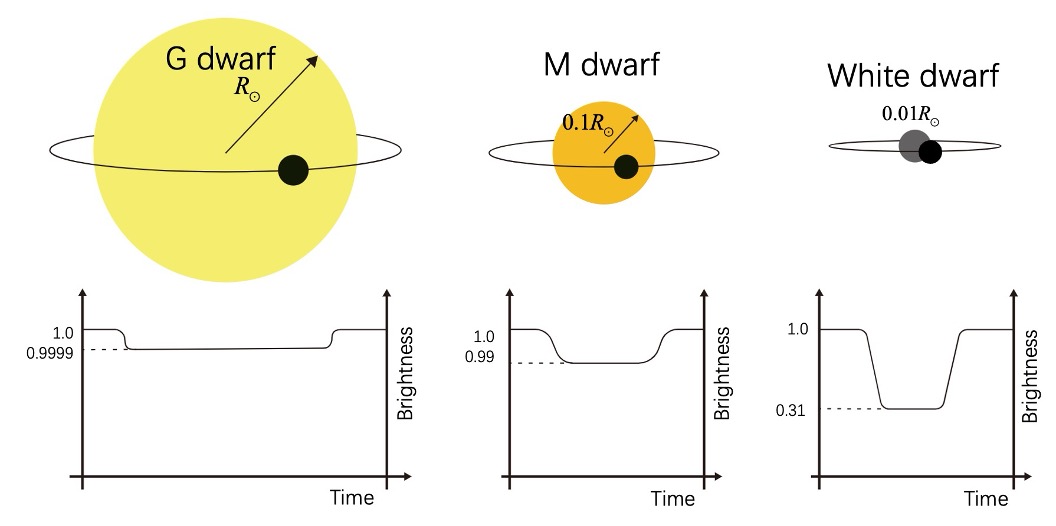 G dwarf
R☉
M dwarf
0.1R☉
White dwarf
0.01R☉
1.0
0.9999
Brightness
Time
1.0
0.99
Brightness
Time
1.0
0.31
Brightness
Time